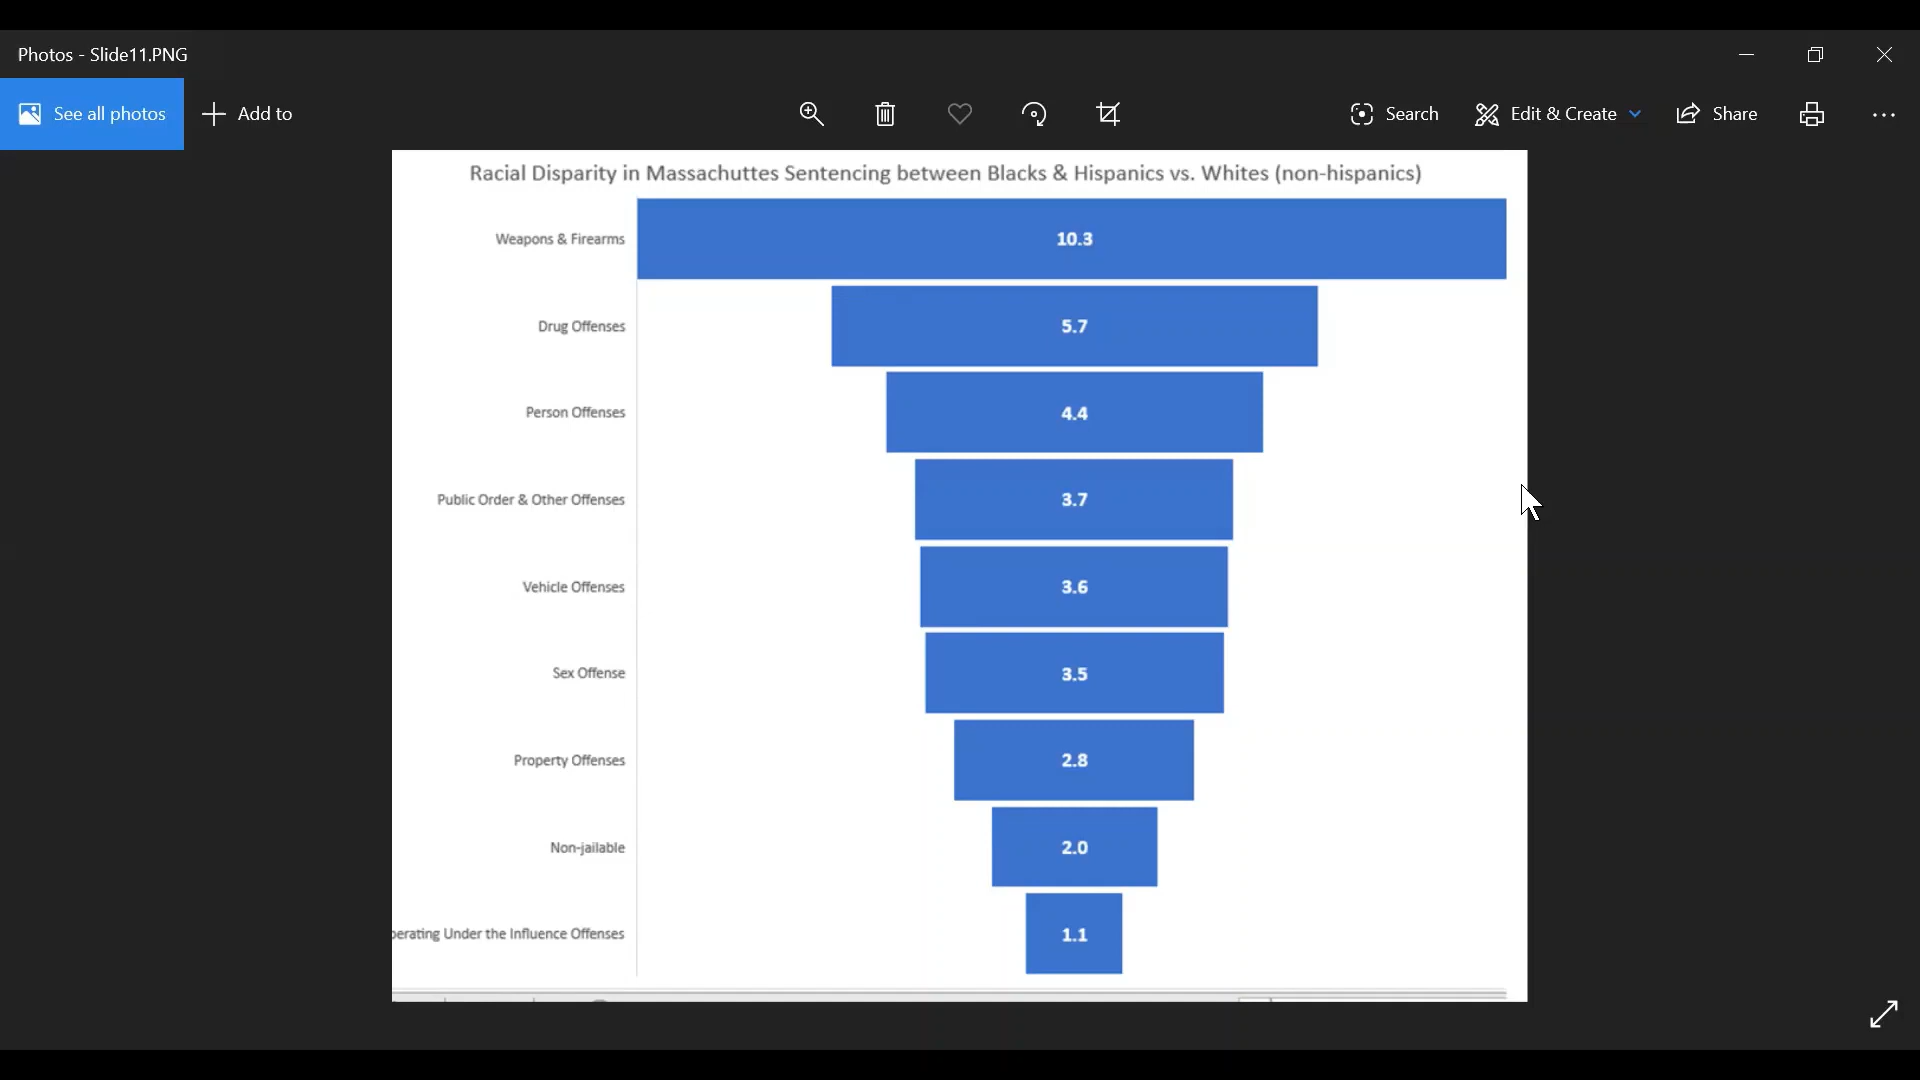 Photos - Slide11.PNG
See all photos
Add to
Search
Edit & Create
Share
Racial Disparity in Massachuttes Sentencing between Blacks & Hispanics vs. Whites (non-hispanics)
Weapons & Firearms 10.3
Drug Offenses 5.7
Person Offenses 4.4
Public Order & Other Offenses 3.7
Vehicle Offenses 3.6
Sex Offense 3.5
Property Offenses 2.8
Non-jailable 2.0
perating Under the Influence Offenses 1.1